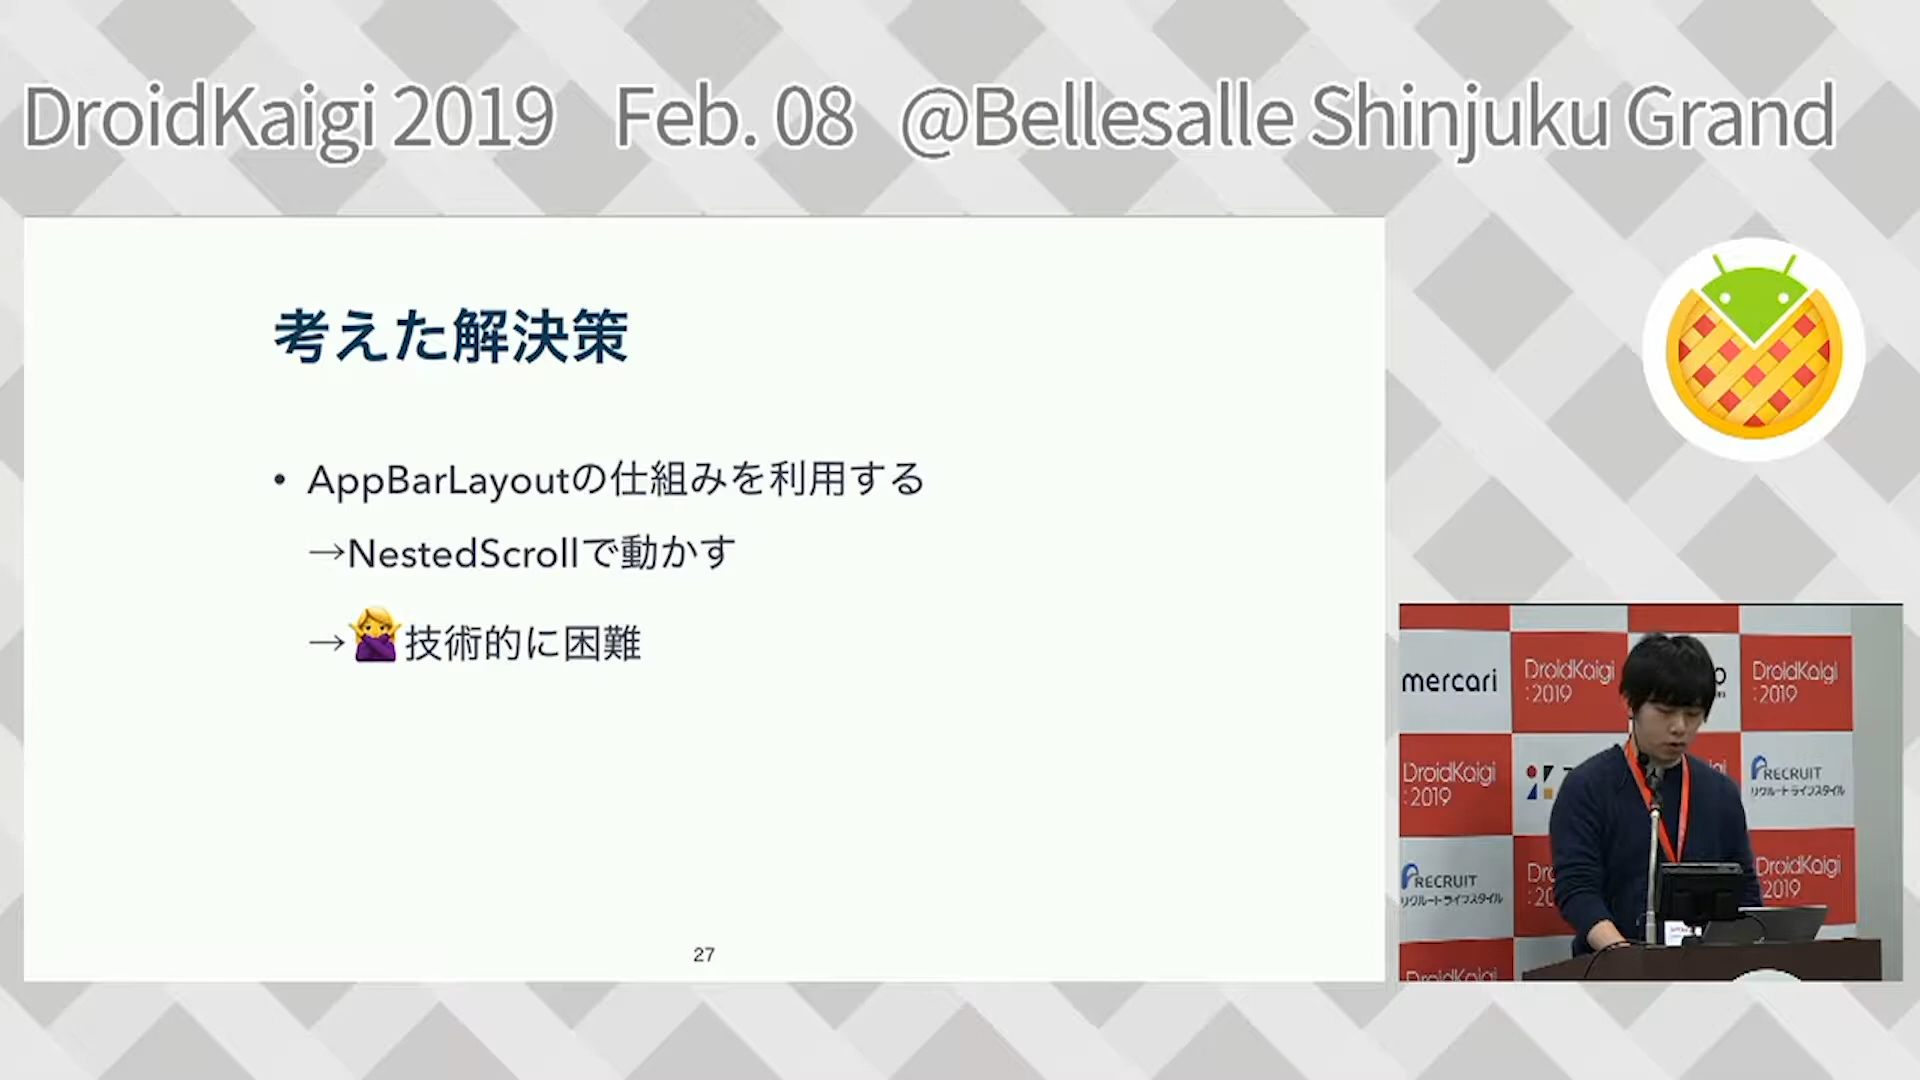 DroidKaigi 2019 Feb. 08 @Bellesalle Shinjuku Grand
考えた解決策
• AppBarLayoutの仕組みを利用する
→NestedScrollで動かす
→🙅‍♀️技術的に困難
27
mercari
DroidKaigi
:2019
DroidKaigi
:2019
DroidKaigi
:2019
RECRUIT
リクルートライフスタイル
RECRUIT
リクルートライフスタイル
DroidKaigi
2019
DroidKaigi